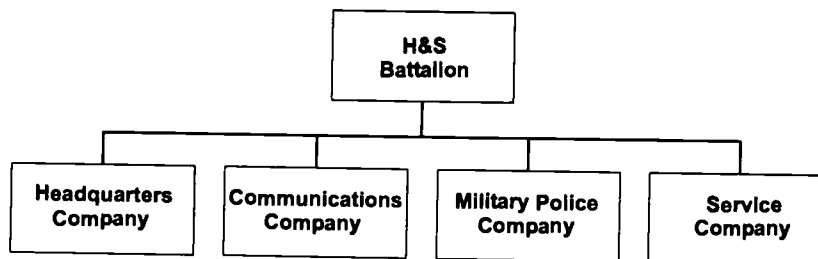 H&S
Battalion
Headquarters
Company
Communications
Company
Military Police
Company
Service
Company